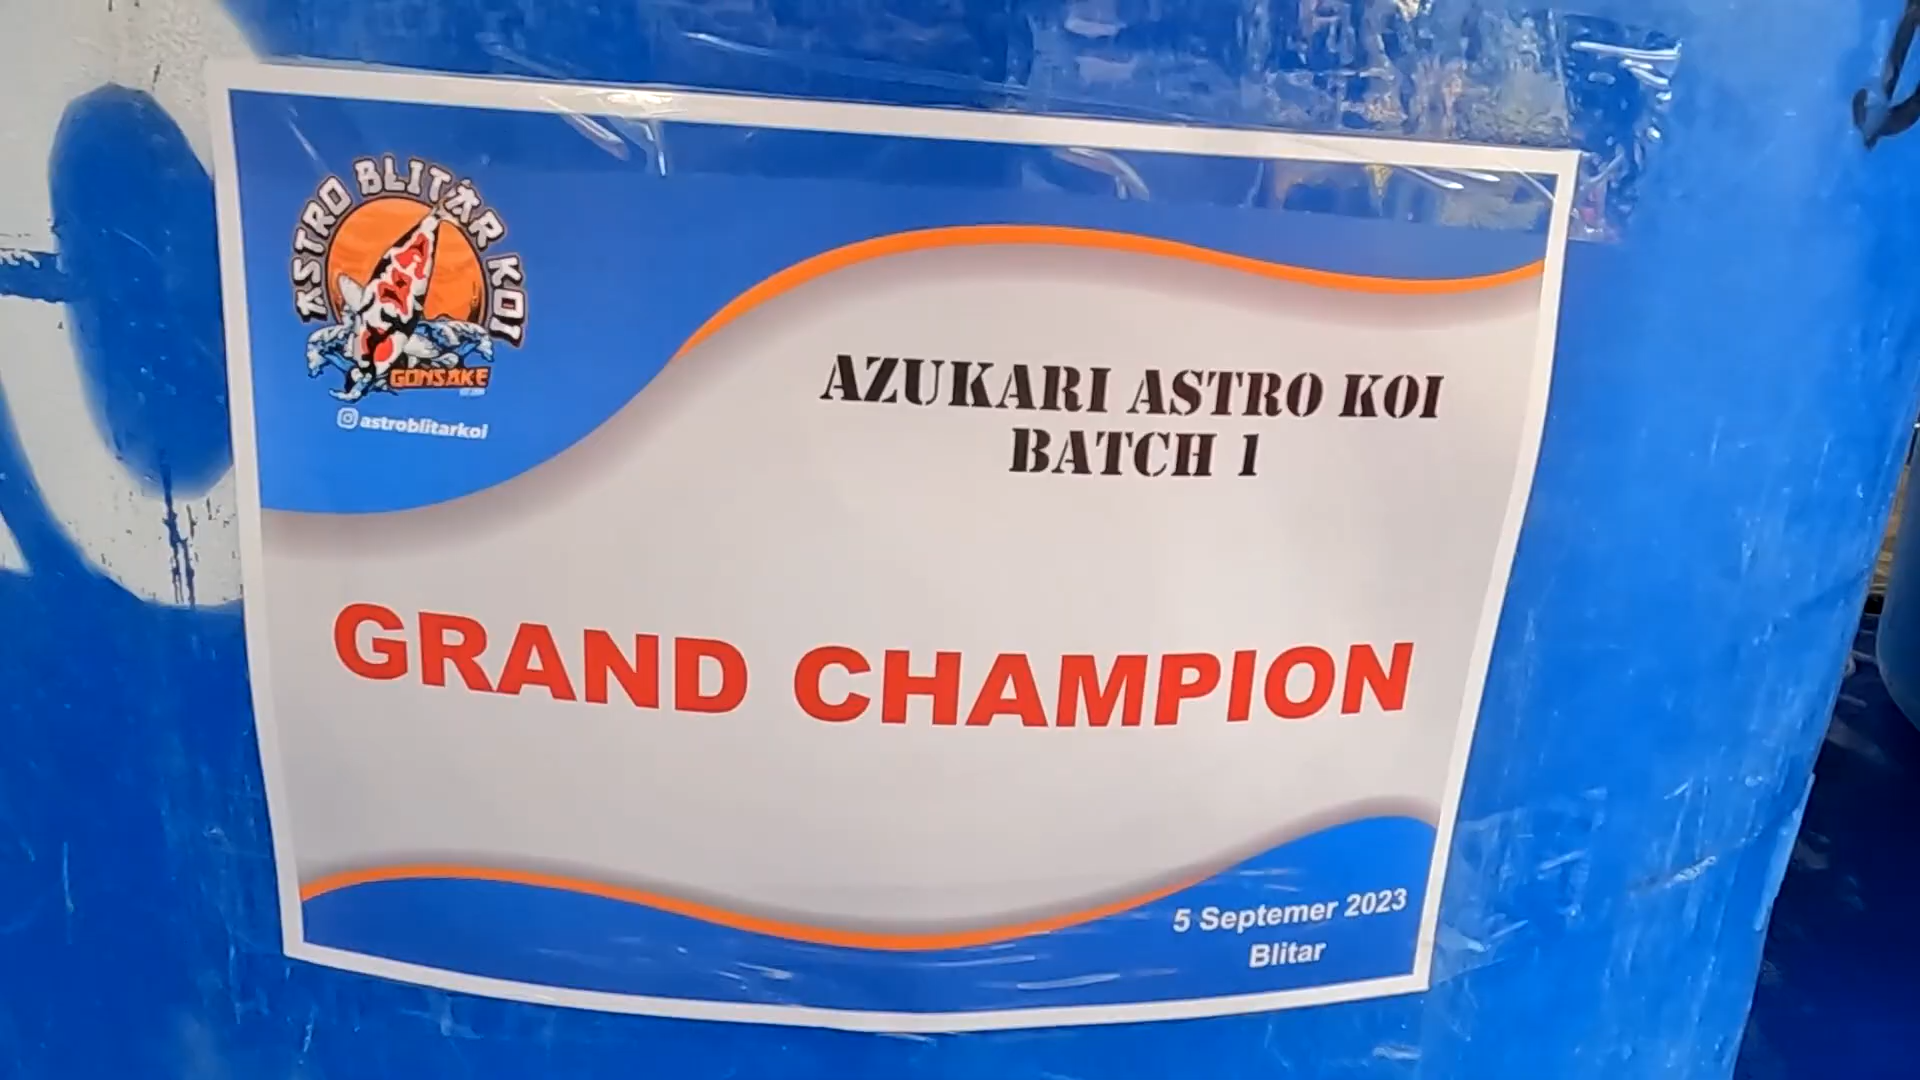 ASTRO BLITAR KOI
GONSAKE
astroblitarkoi
AZUKARI ASTRO KOI
BATCH 1
GRAND CHAMPION
5 Septemer 2023
Blitar